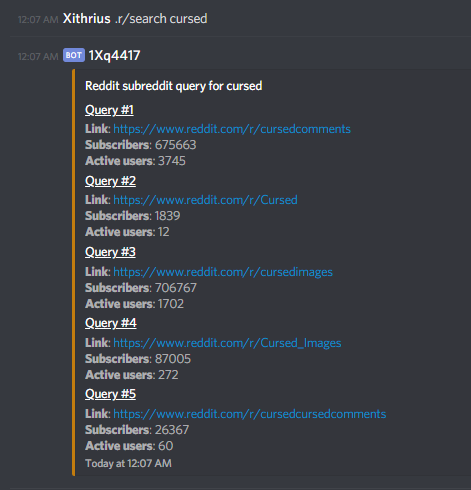 12:07 AM Xithrius .r/search cursed
12:07 AM BOT 1Xq4417
Reddit subreddit query for cursed
Query #1
Link: https://www.reddit.com/r/cursedcomments
Subscribers: 675663
Active users: 3745
Query #2
Link: https://www.reddit.com/r/Cursed
Subscribers: 1839
Active users: 12
Query #3
Link: https://www.reddit.com/r/cursedimages
Subscribers: 706767
Active users: 1702
Query #4
Link: https://www.reddit.com/r/Cursed_Images
Subscribers: 87005
Active users: 272
Query #5
Link: https://www.reddit.com/r/cursedcursedcomments
Subscribers: 26367
Active users: 60
Today at 12:07 AM